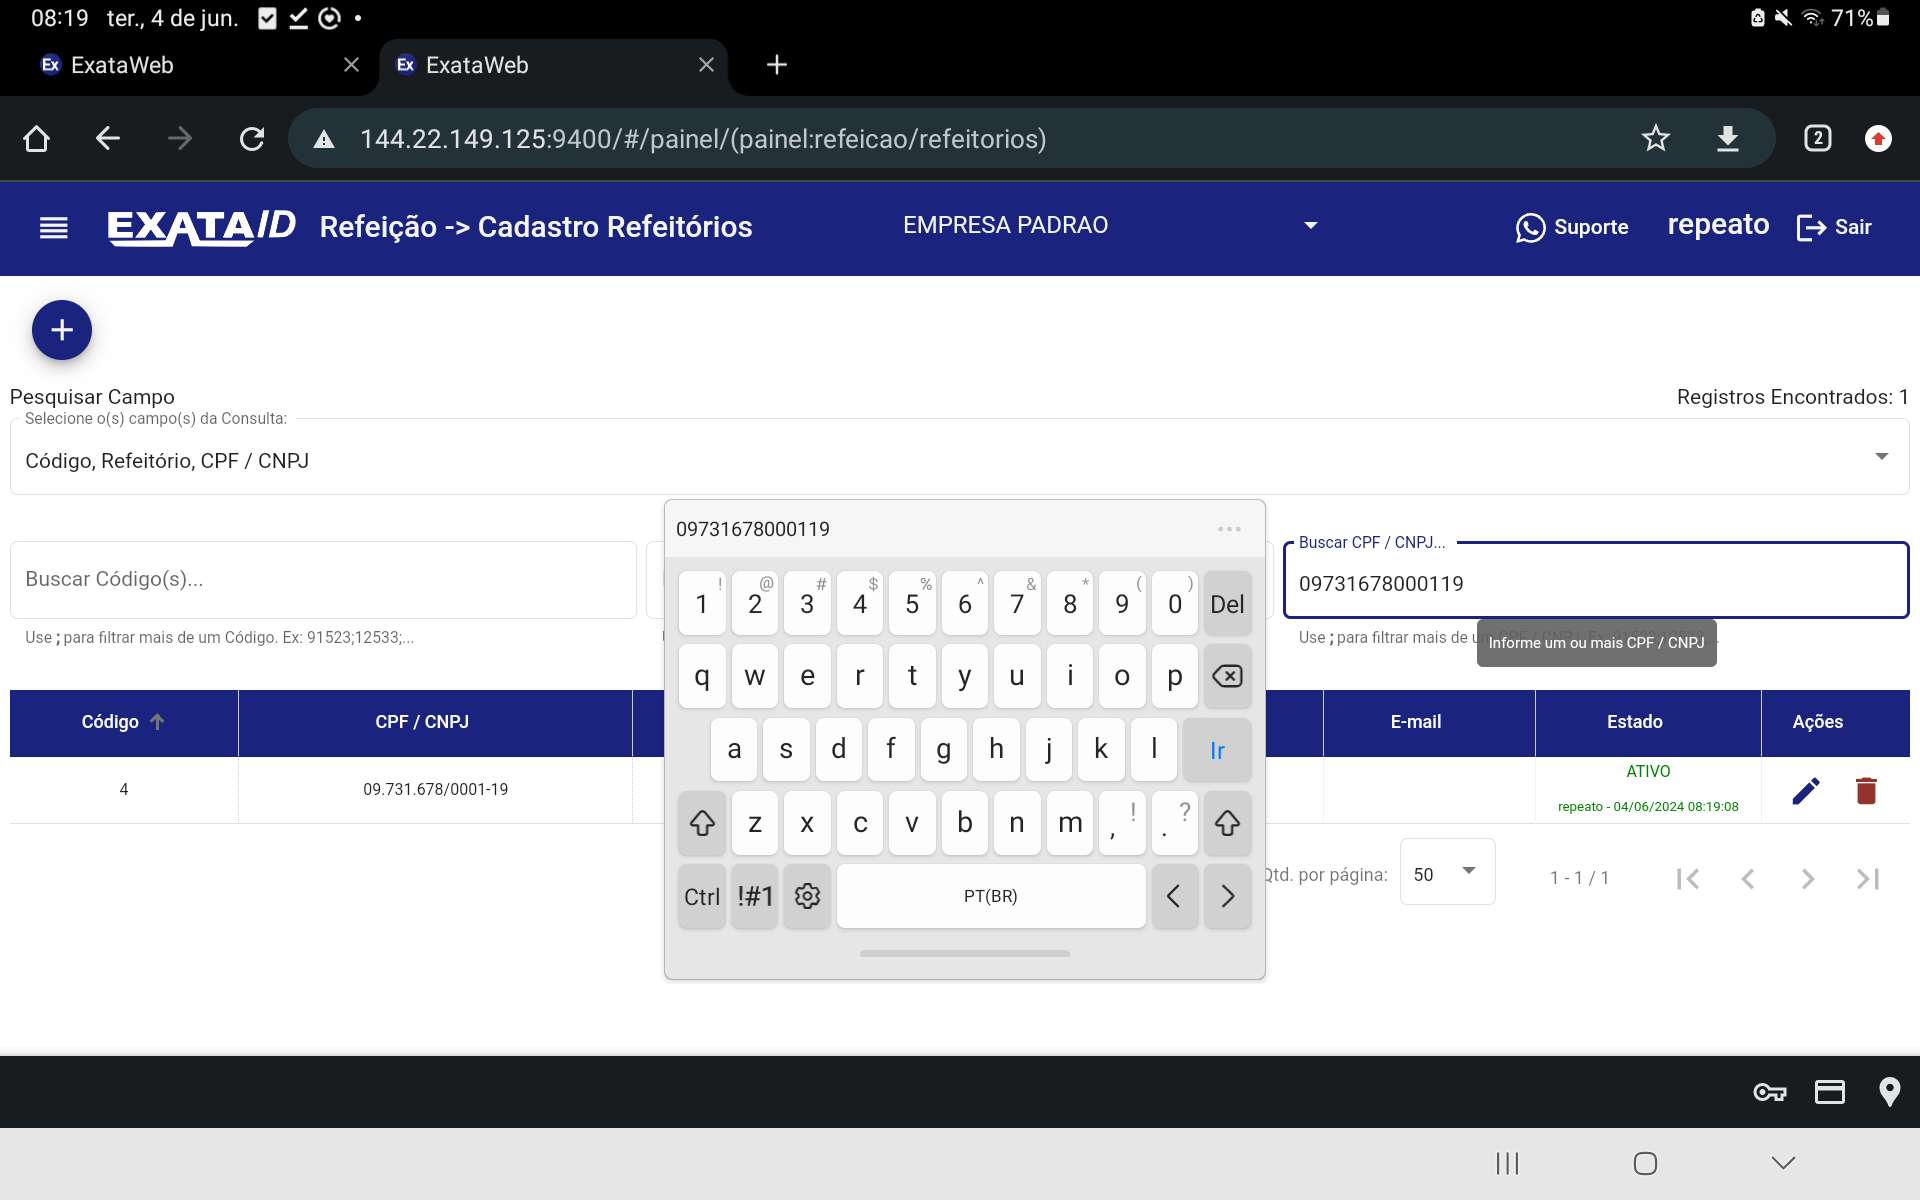 08:19 ter., 4 de jun.
71%
Ex ExataWeb
Ex ExataWeb
144.22.149.125:9400/#/painel/(painel:refeicao/refeitorios)
2
EXATA/ID
Refeição -> Cadastro Refeitórios
EMPRESA PADRAO
Suporte
repeato
Sair
Pesquisar Campo
Registros Encontrados: 1
Selecione o(s) campo(s) da Consulta:
Código, Refeitório, CPF / CNPJ
Buscar Código(s)...
Use ; para filtrar mais de um Código. Ex: 91523;12533;...
Buscar CPF / CNPJ...
09731678000119
Use ; para filtrar mais de
Informe um ou mais CPF / CNPJ
09731678000119
! @ # $ % ^ & * ( )
1 2 3 4 5 6 7 8 9 0 Del
q w e r t y u i o p
a s d f g h j k l Ir
z x c v b n m , ! . ?
Ctrl !#1 PT(BR) < >
Código CPF / CNPJ E-mail Estado Ações
4 09.731.678/0001-19 ATIVO
repeato - 04/06/2024 08:19:08
Qtd. por página: 50 1 - 1 / 1